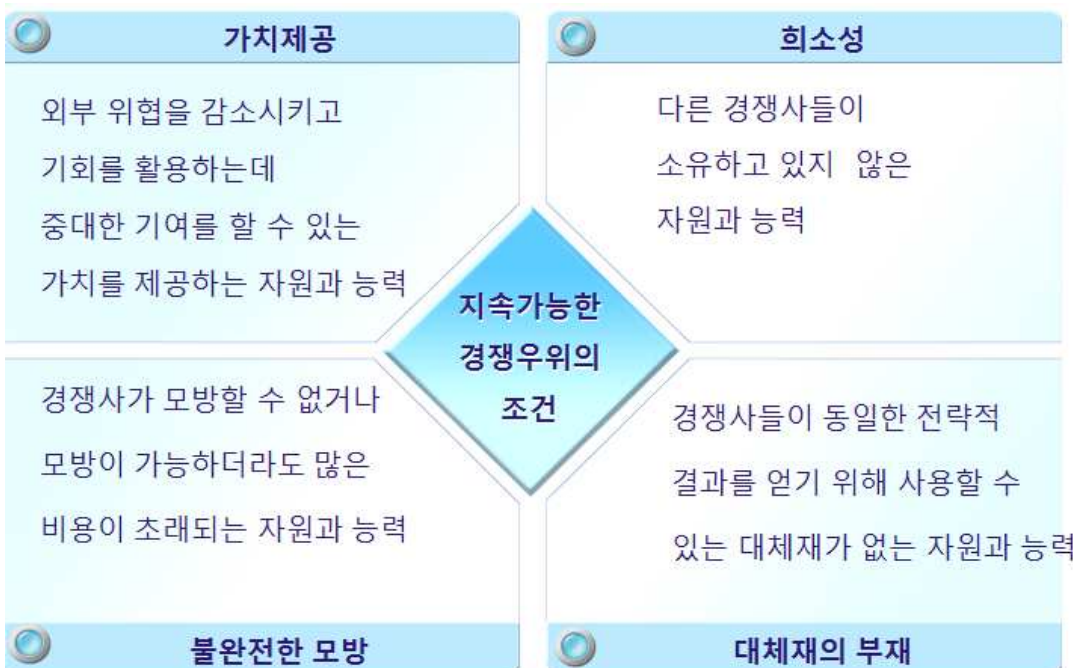 가치제공
외부 위협을 감소시키고
기회를 활용하는데
중대한 기여를 할 수 있는
가치를 제공하는 자원과 능력
희소성
다른 경쟁사들이
소유하고 있지 않은
자원과 능력
지속가능한
경쟁우위의
조건
경쟁사가 모방할 수 없거나
모방이 가능하더라도 많은
비용이 초래되는 자원과 능력
불완전한 모방
경쟁사들이 동일한 전략적
결과를 얻기 위해 사용할 수
있는 대체재가 없는 자원과 능력
대체재의 부재